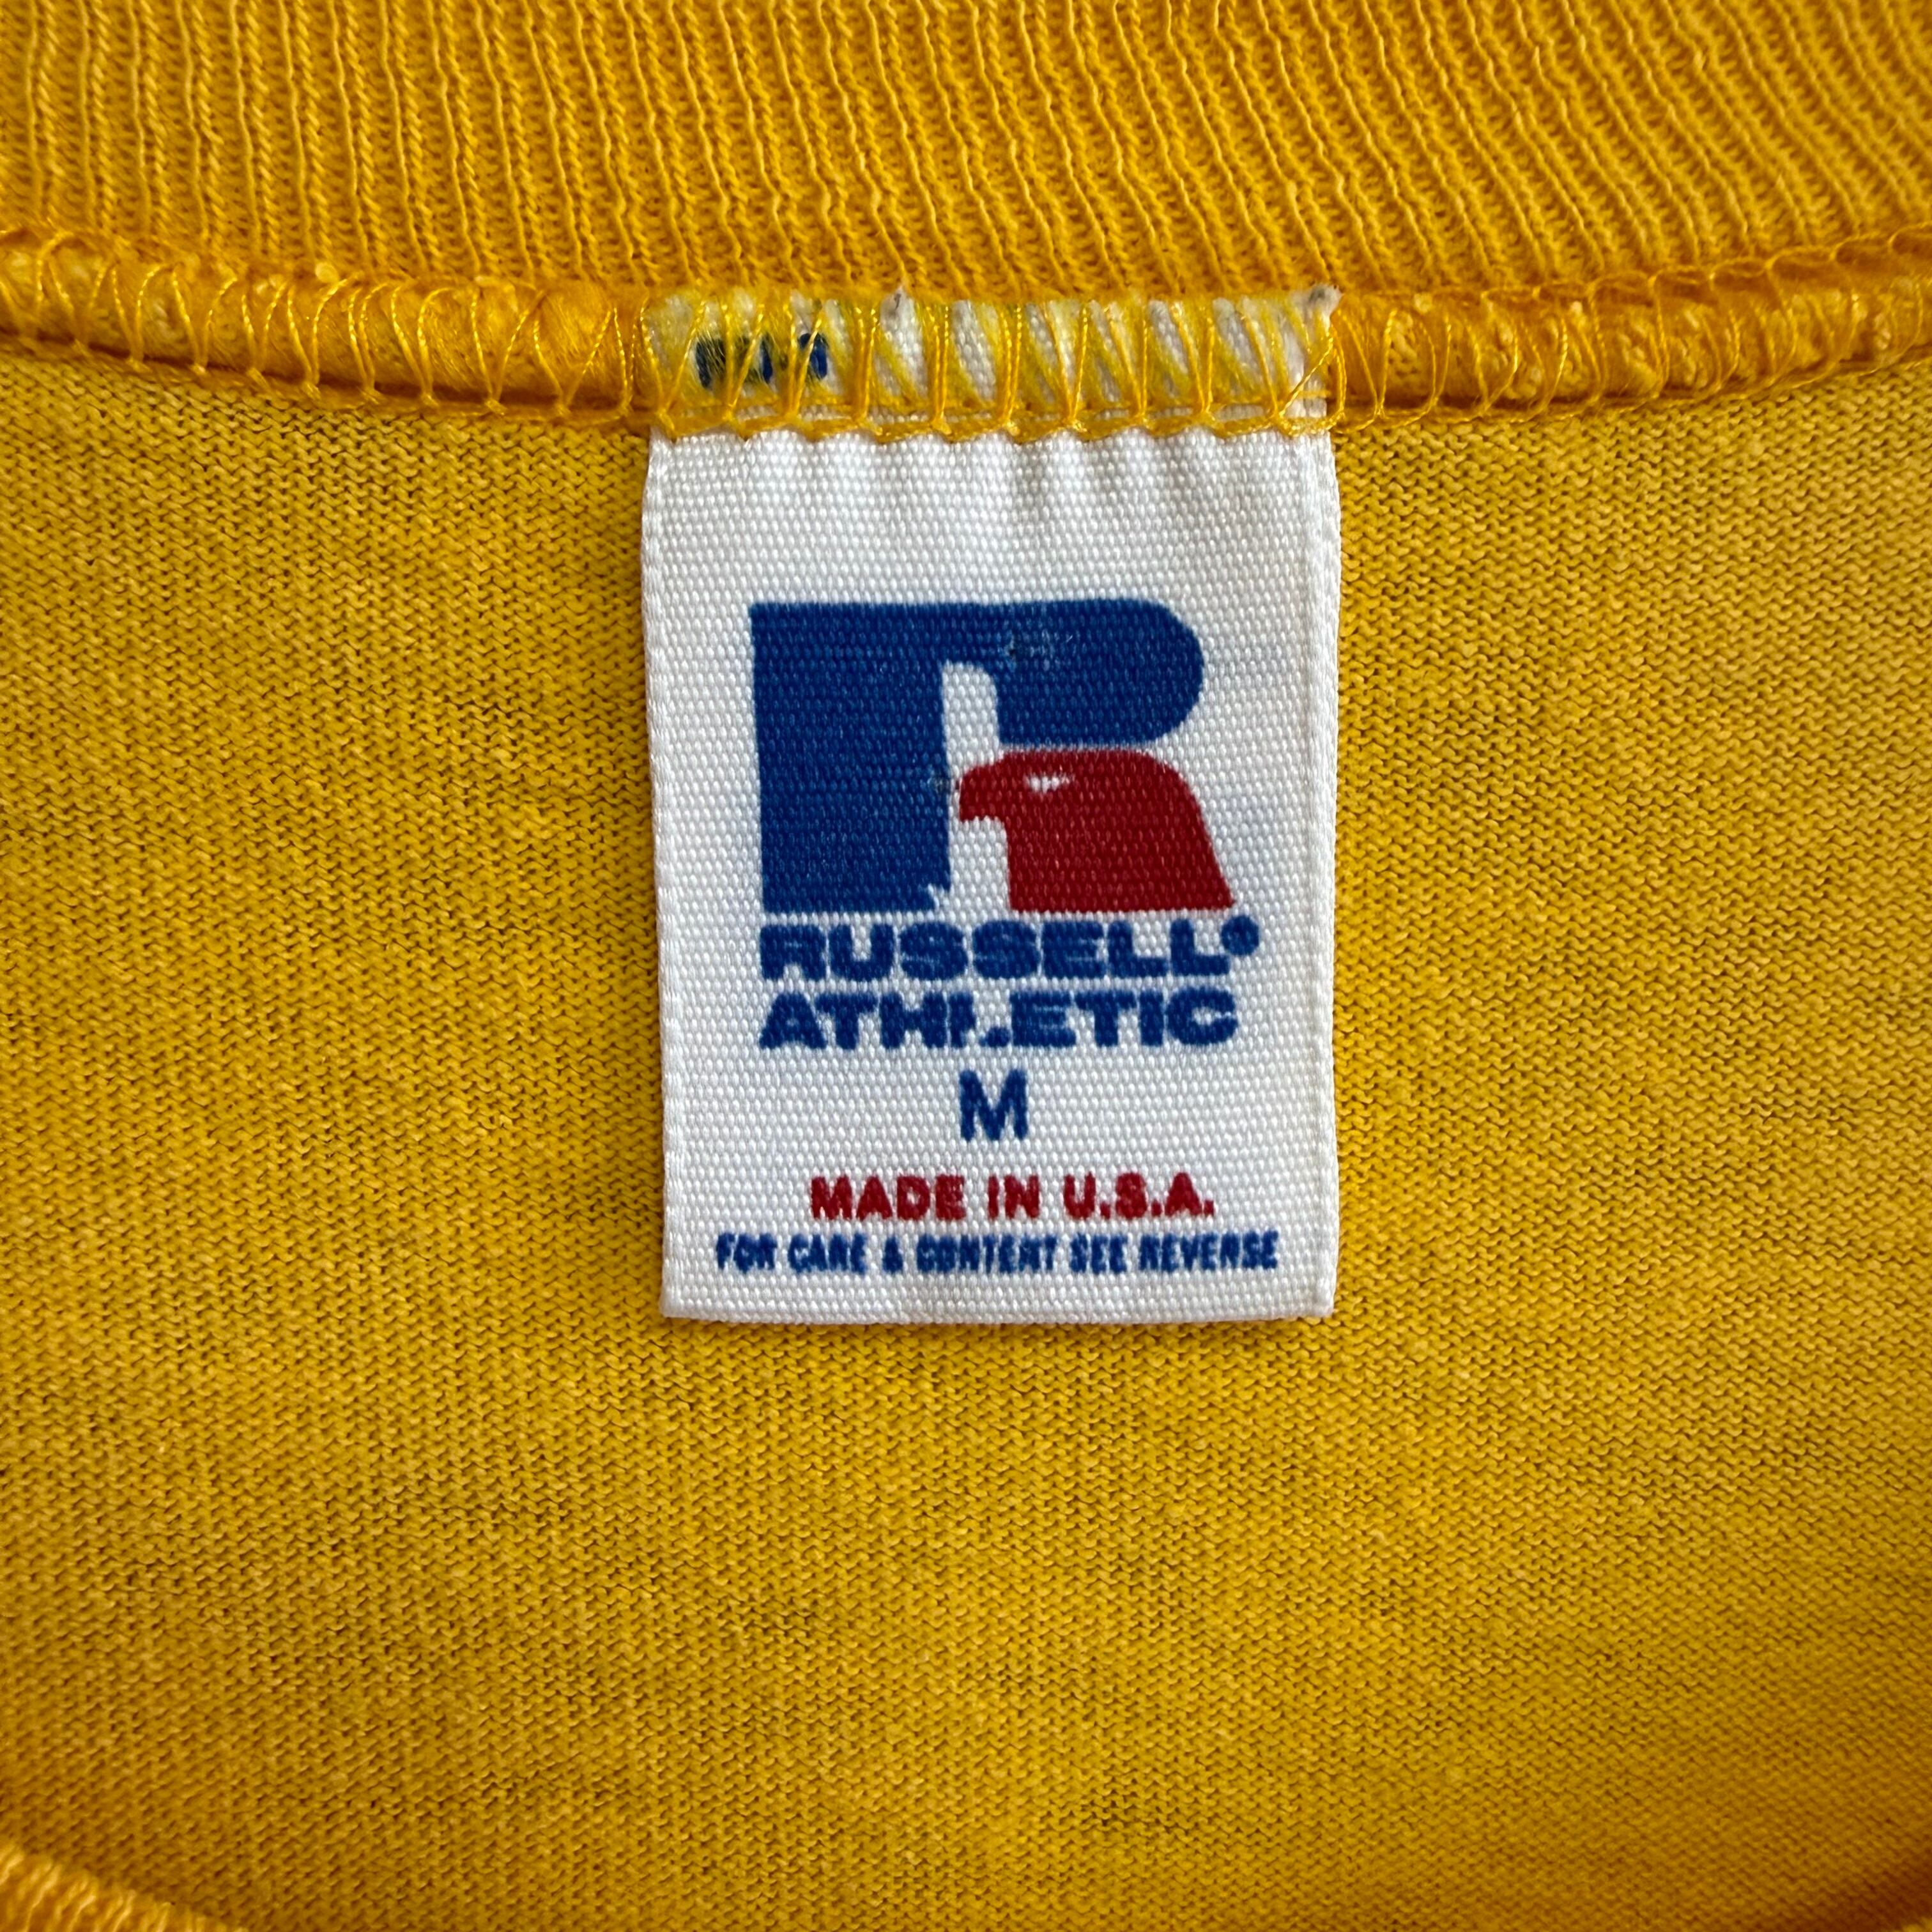 RUSSELL®
ATHLETIC
M
MADE IN U.S.A.
FOR CARE & CONTENT SEE REVERSE